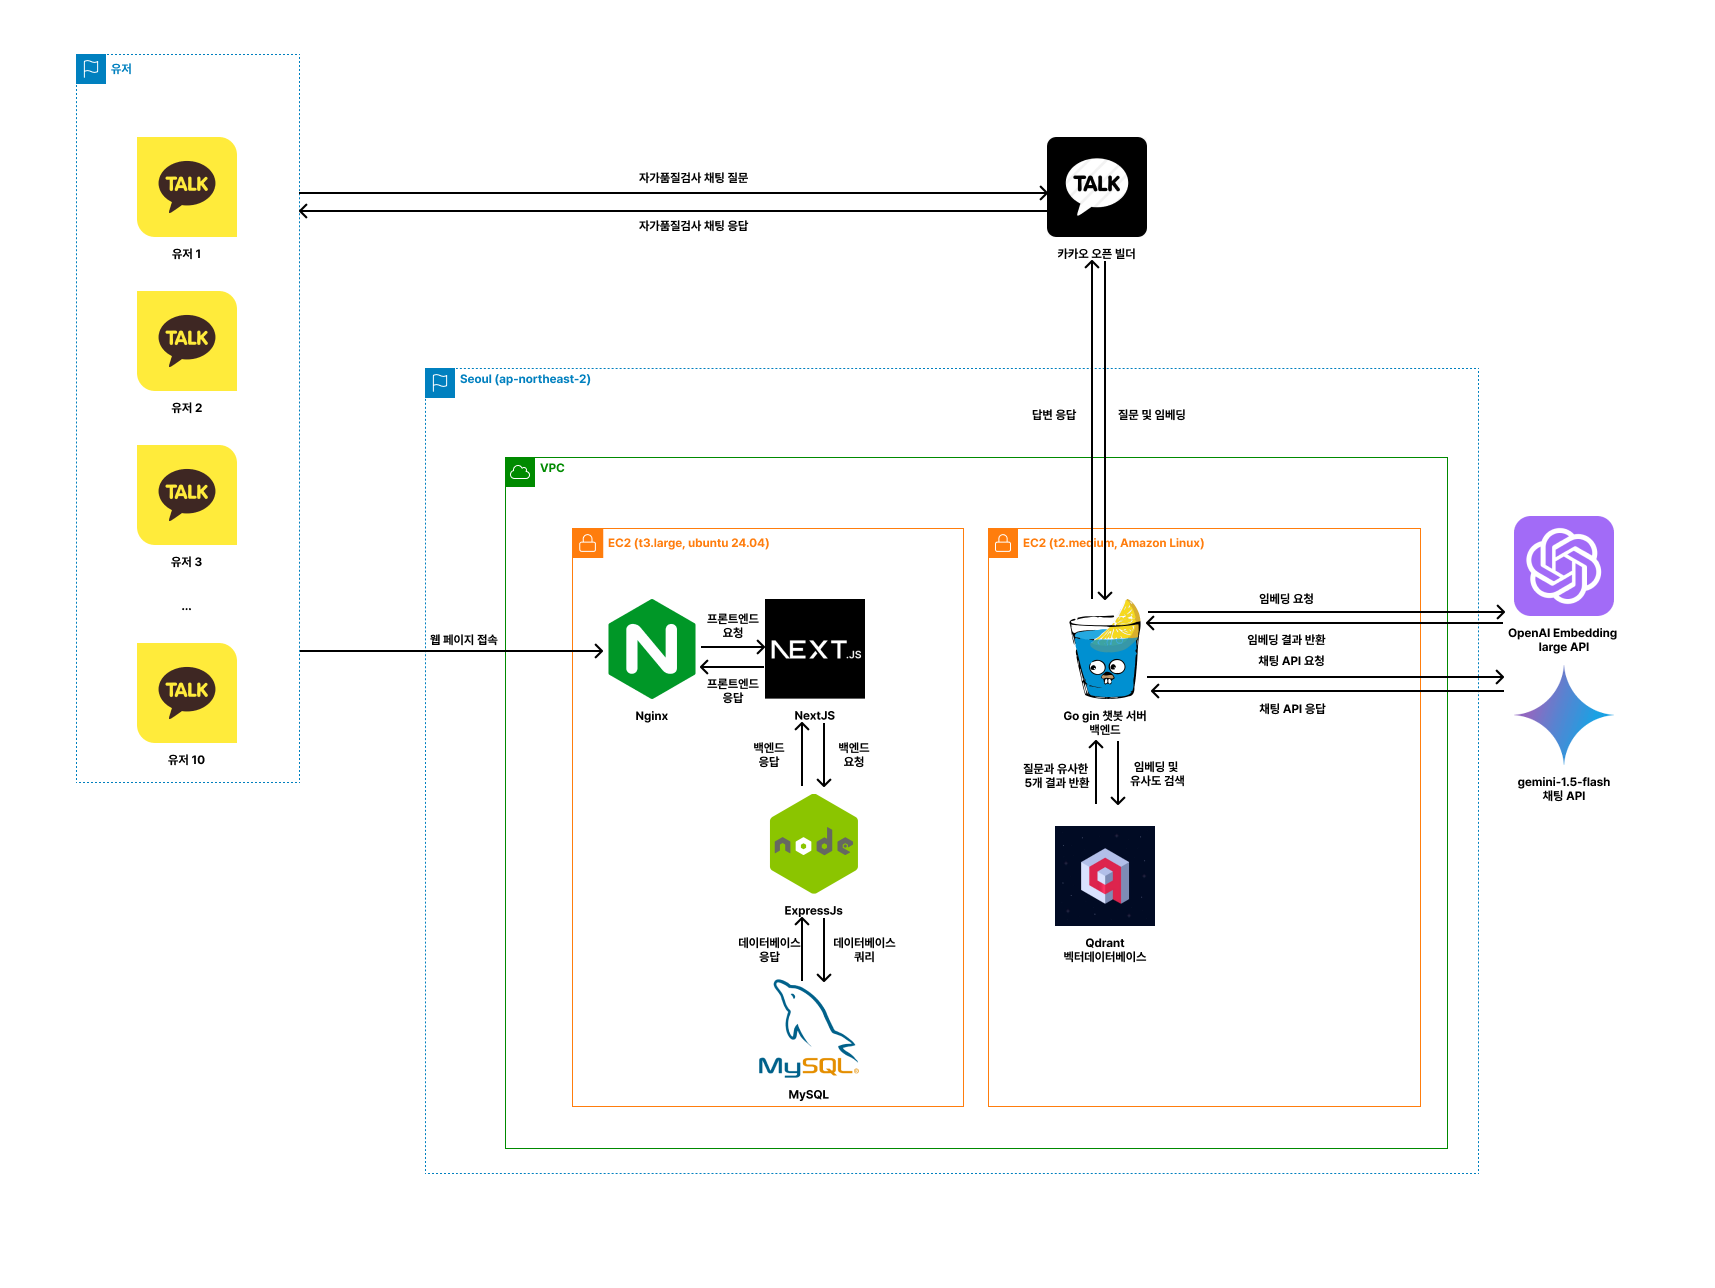 유저
TALK
유저 1
TALK
유저 2
TALK
유저 3
...
TALK
유저 10
자가품질검사 채팅 질문
자가품질검사 채팅 응답
TALK
카카오 오픈 빌더
답변 응답
질문 및 임베딩
Seoul (ap-northeast-2)
VPC
웹 페이지 접속
EC2 (t3.large, ubuntu 24.04)
N
Nginx
프론트엔드
요청
프론트엔드
응답
NEXT.JS
NextJS
백엔드
응답
백엔드
요청
node
ExpressJs
데이터베이스
응답
데이터베이스
쿼리
MySQL®
MySQL
EC2 (t2.medium, Amazon Linux)
Go gin 챗봇 서버
백엔드
질문과 유사한
5개 결과 반환
임베딩 및
유사도 검색
Qdrant
벡터데이터베이스
임베딩 요청
임베딩 결과 반환
채팅 API 요청
채팅 API 응답
OpenAI Embedding
large API
gemini-1.5-flash
채팅 API